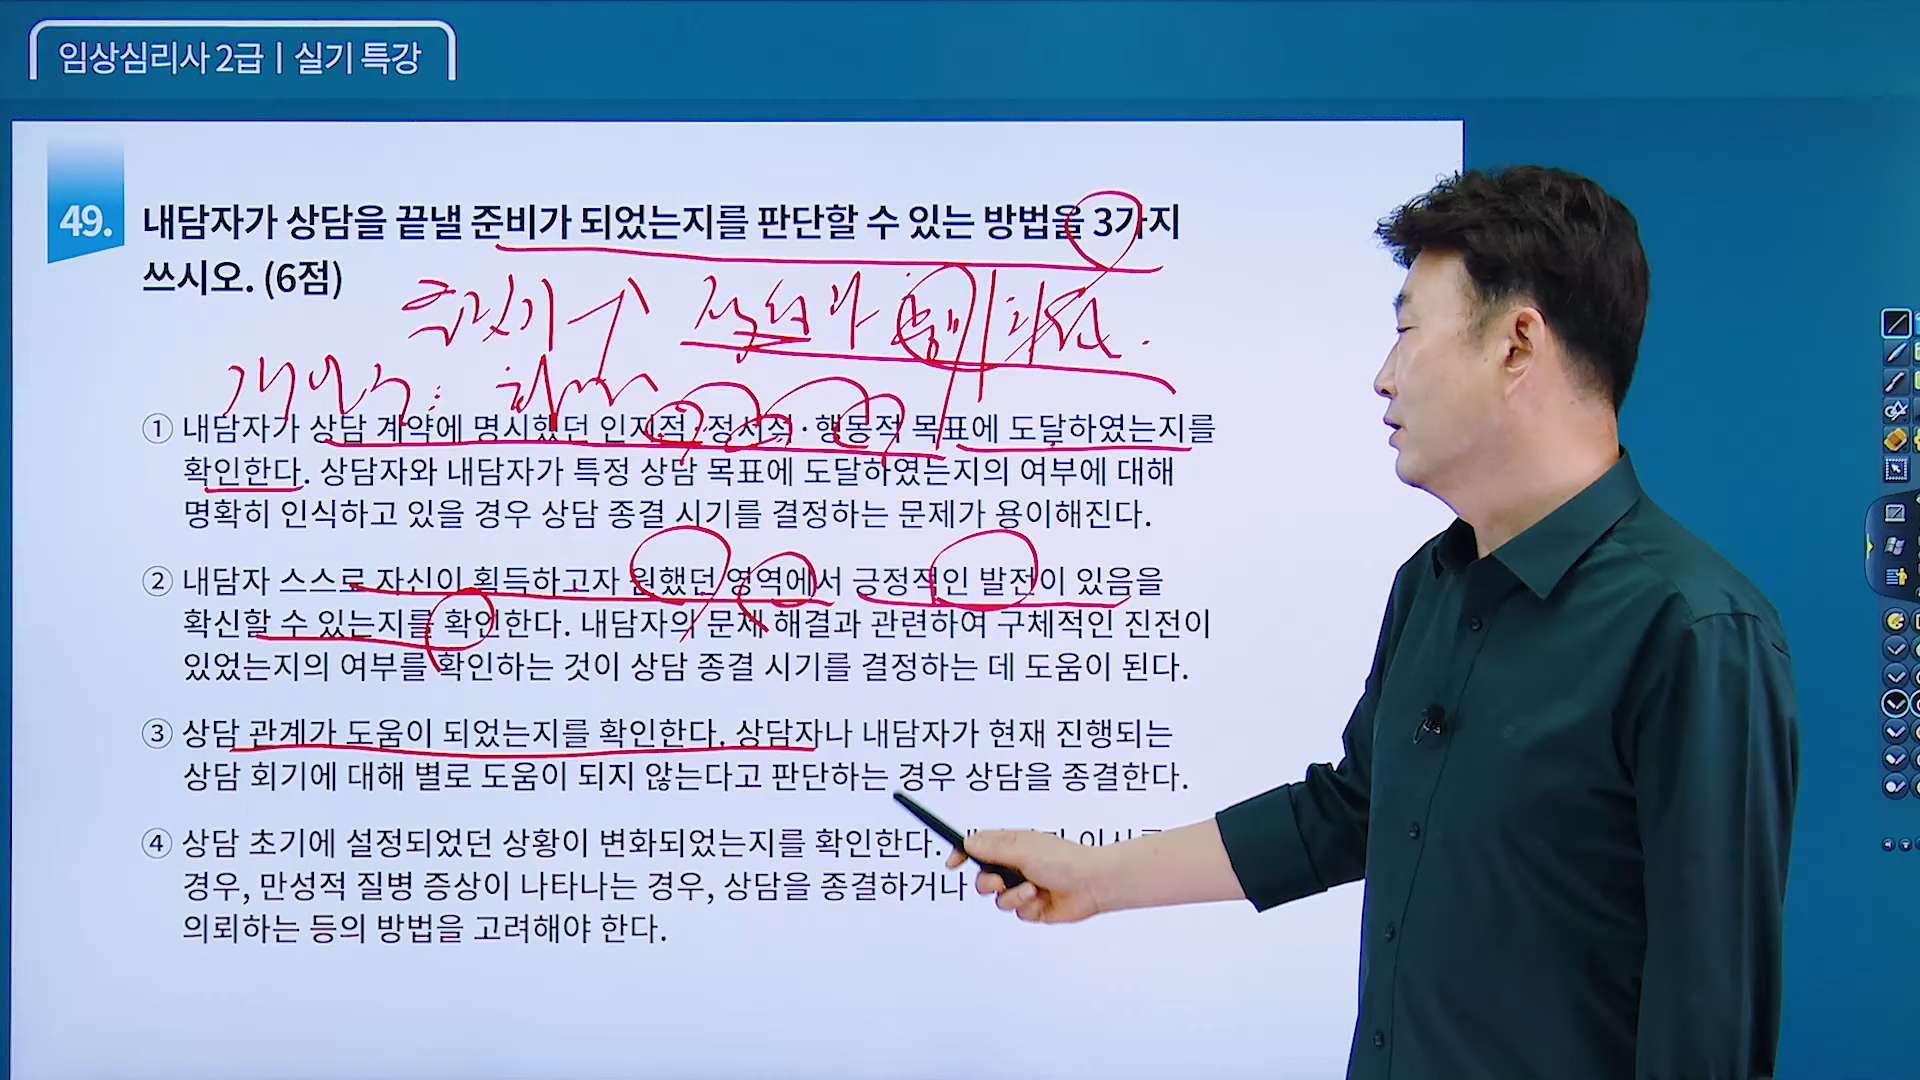 임상심리사 2급 | 실기 특강
49. 내담자가 상담을 끝낼 준비가 되었는지를 판단할 수 있는 방법을 3가지
쓰시오. (6점)
① 내담자가 상담 계약에 명시했던 인지적·정서적·행동적 목표에 도달하였는지를
확인한다. 상담자와 내담자가 특정 상담 목표에 도달하였는지의 여부에 대해
명확히 인식하고 있을 경우 상담 종결 시기를 결정하는 문제가 용이해진다.
② 내담자 스스로 자신이 획득하고자 원했던 영역에서 긍정적인 발전이 있음을
확신할 수 있는지를 확인한다. 내담자의 문제 해결과 관련하여 구체적인 진전이
있었는지의 여부를 확인하는 것이 상담 종결 시기를 결정하는 데 도움이 된다.
③ 상담 관계가 도움이 되었는지를 확인한다. 상담자나 내담자가 현재 진행되는
상담 회기에 대해 별로 도움이 되지 않는다고 판단하는 경우 상담을 종결한다.
④ 상담 초기에 설정되었던 상황이 변화되었는지를 확인한다.
경우, 만성적 질병 증상이 나타나는 경우, 상담을 종결하거나
의뢰하는 등의 방법을 고려해야 한다.